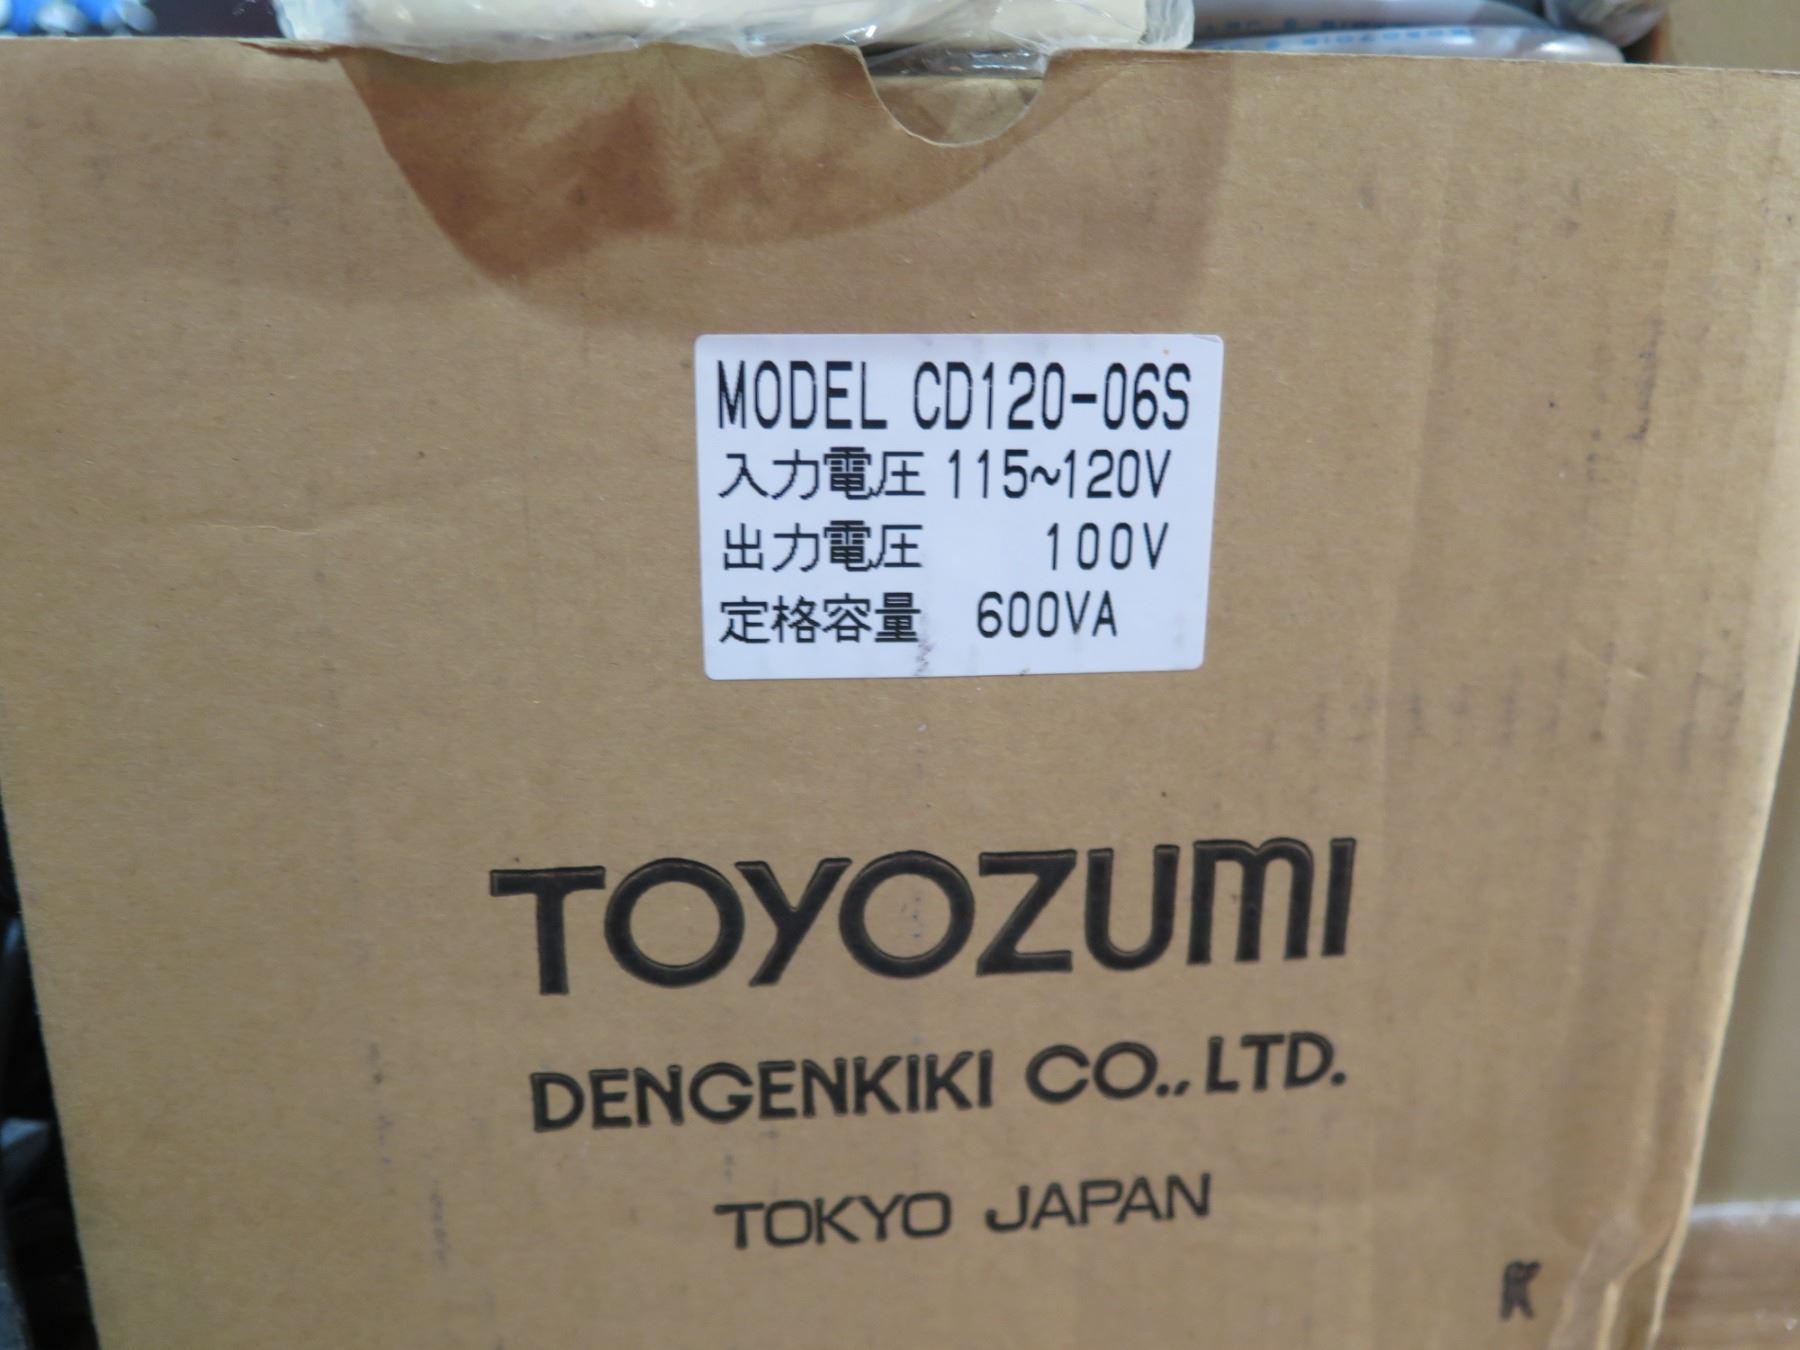 MODEL CD120-06S
入力電圧 115~120V
出力電圧 100V
定格容量 600VA
TOYOZUMI
DENGENKIKI CO., LTD.
TOKYO JAPAN